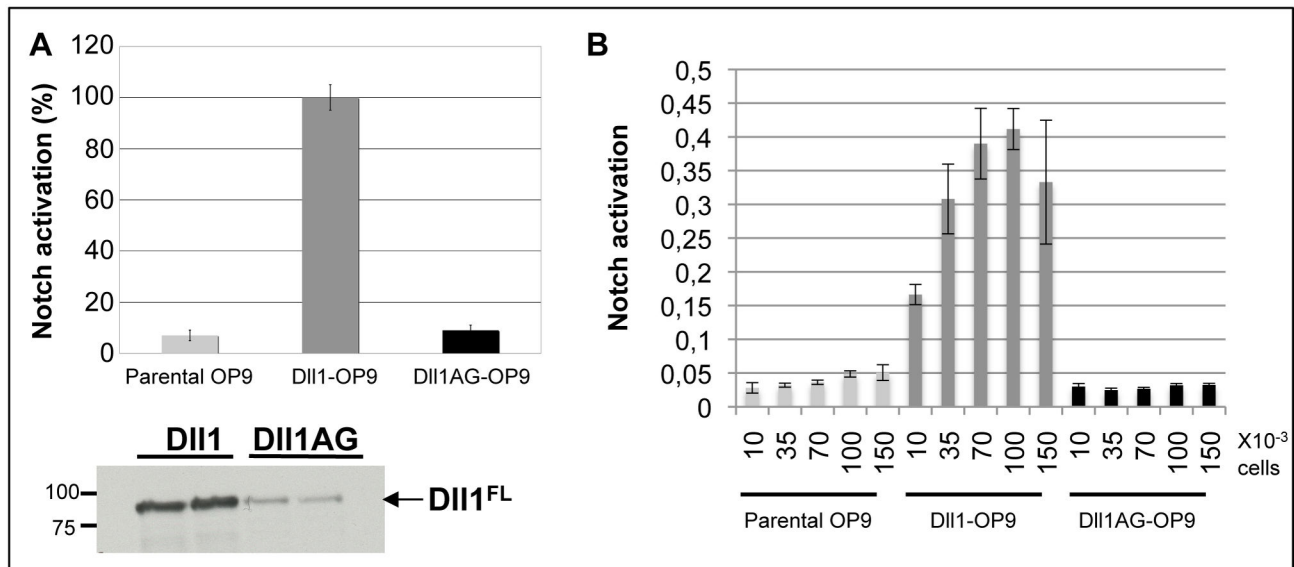 A
Notch activation (%)
120
100
80
60
40
20
0
Parental OP9
Dll1-OP9
Dll1AG-OP9
Dll1 Dll1AG
100
75
Dll1FL
B
Notch activation
0,5
0,45
0,4
0,35
0,3
0,25
0,2
0,15
0,1
0,05
0
10 35 70 100 150 10 35 70 100 150 10 35 70 100 150
X10-3
cells
Parental OP9 Dll1-OP9 Dll1AG-OP9